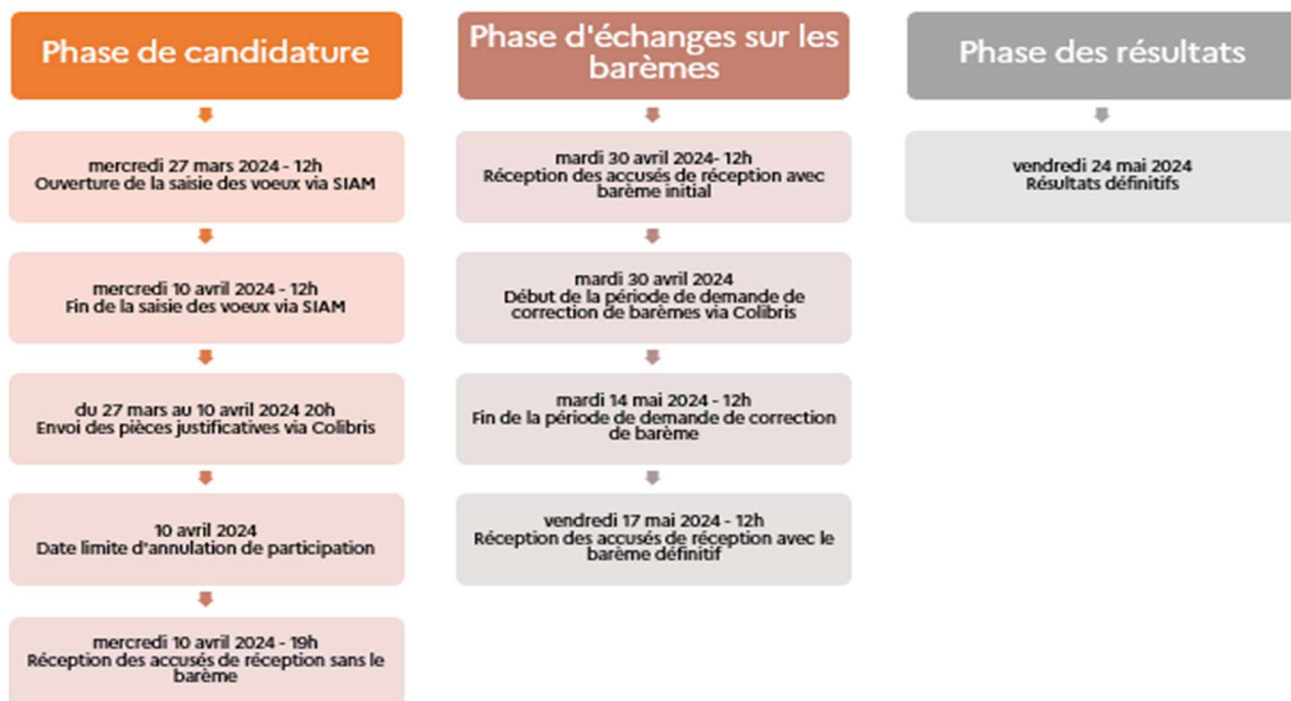 Phase de candidature
mercredi 27 mars 2024 - 12h
Ouverture de la saisie des voeux via SIAM
mercredi 10 avril 2024 - 12h
Fin de la saisie des voeux via SIAM
du 27 mars au 10 avril 2024 20h
Envoi des pièces justificatives via Colibris
10 avril 2024
Date limite d'annulation de participation
mercredi 10 avril 2024 - 19h
Réception des accusés de réception sans le
barème
Phase d'échanges sur les
barèmes
mardi 30 avril 2024- 12h
Réception des accusés de réception avec
barème initial
mardi 30 avril 2024
Début de la période de demande de
correction de barèmes via Colibris
mardi 14 mai 2024 - 12h
Fin de la période de demande de correction
de barème
vendredi 17 mai 2024 - 12h
Réception des accusés de réception avec le
barème définitif
Phase des résultats
vendredi 24 mai 2024
Résultats définitifs